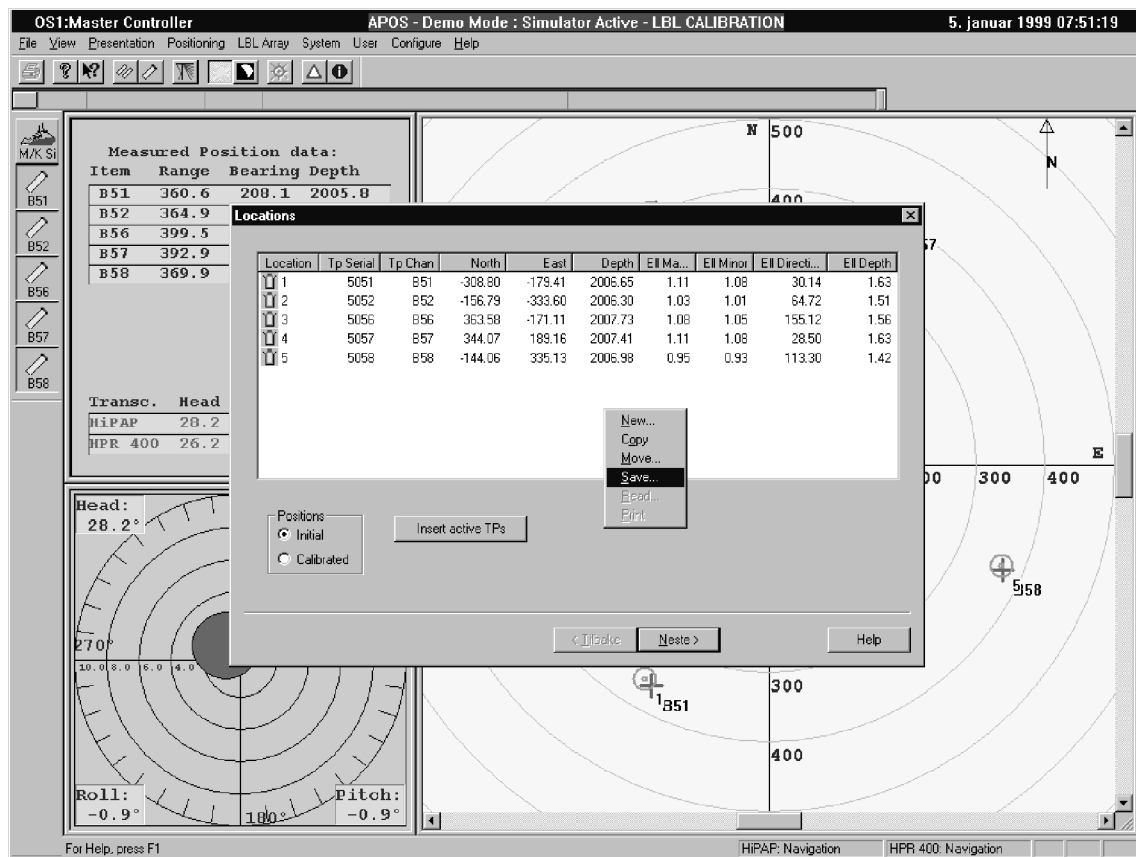 OS1:Master Controller APOS - Demo Mode : Simulator Active - LBL CALIBRATION 5. januar 1999 07:51:19
File View Presentation Positioning LBL Array System User Configure Help
M/K Si
B51
B52
B56
B57
B58
Measured Position data:
Item Range Bearing Depth
B51 360.6 208.1 2005.8
B52 364.9
B56 399.5
B57 392.9
B58 369.9
Transc. Head
HiPAP 28.2
HPR 400 26.2
N 500
N
400
57
E
00 300 400
5 B58
300
1 B51
400
Locations
Location Tp Serial Tp Chan North East Depth Ell Ma... Ell Minor Ell Directi... Ell Depth
1 5051 B51 -308.80 -179.41 2006.65 1.11 1.08 30.14 1.63
2 5052 B52 -156.79 -333.60 2006.30 1.03 1.01 64.72 1.51
3 5056 B56 363.58 -171.11 2007.73 1.08 1.05 155.12 1.56
4 5057 B57 344.07 189.16 2007.41 1.11 1.08 28.50 1.63
5 5058 B58 -144.06 335.13 2006.98 0.95 0.93 113.30 1.42
New...
Copy
Move...
Save...
Read...
Print
Positions
Initial
Calibrated
Insert active TPs
< Tilbake Neste > Help
Head:
28.2°
270°
10.0 8.0 6.0 4.0
180°
Roll:
-0.9°
Pitch:
-0.9°
For Help, press F1 HiPAP: Navigation HPR 400: Navigation